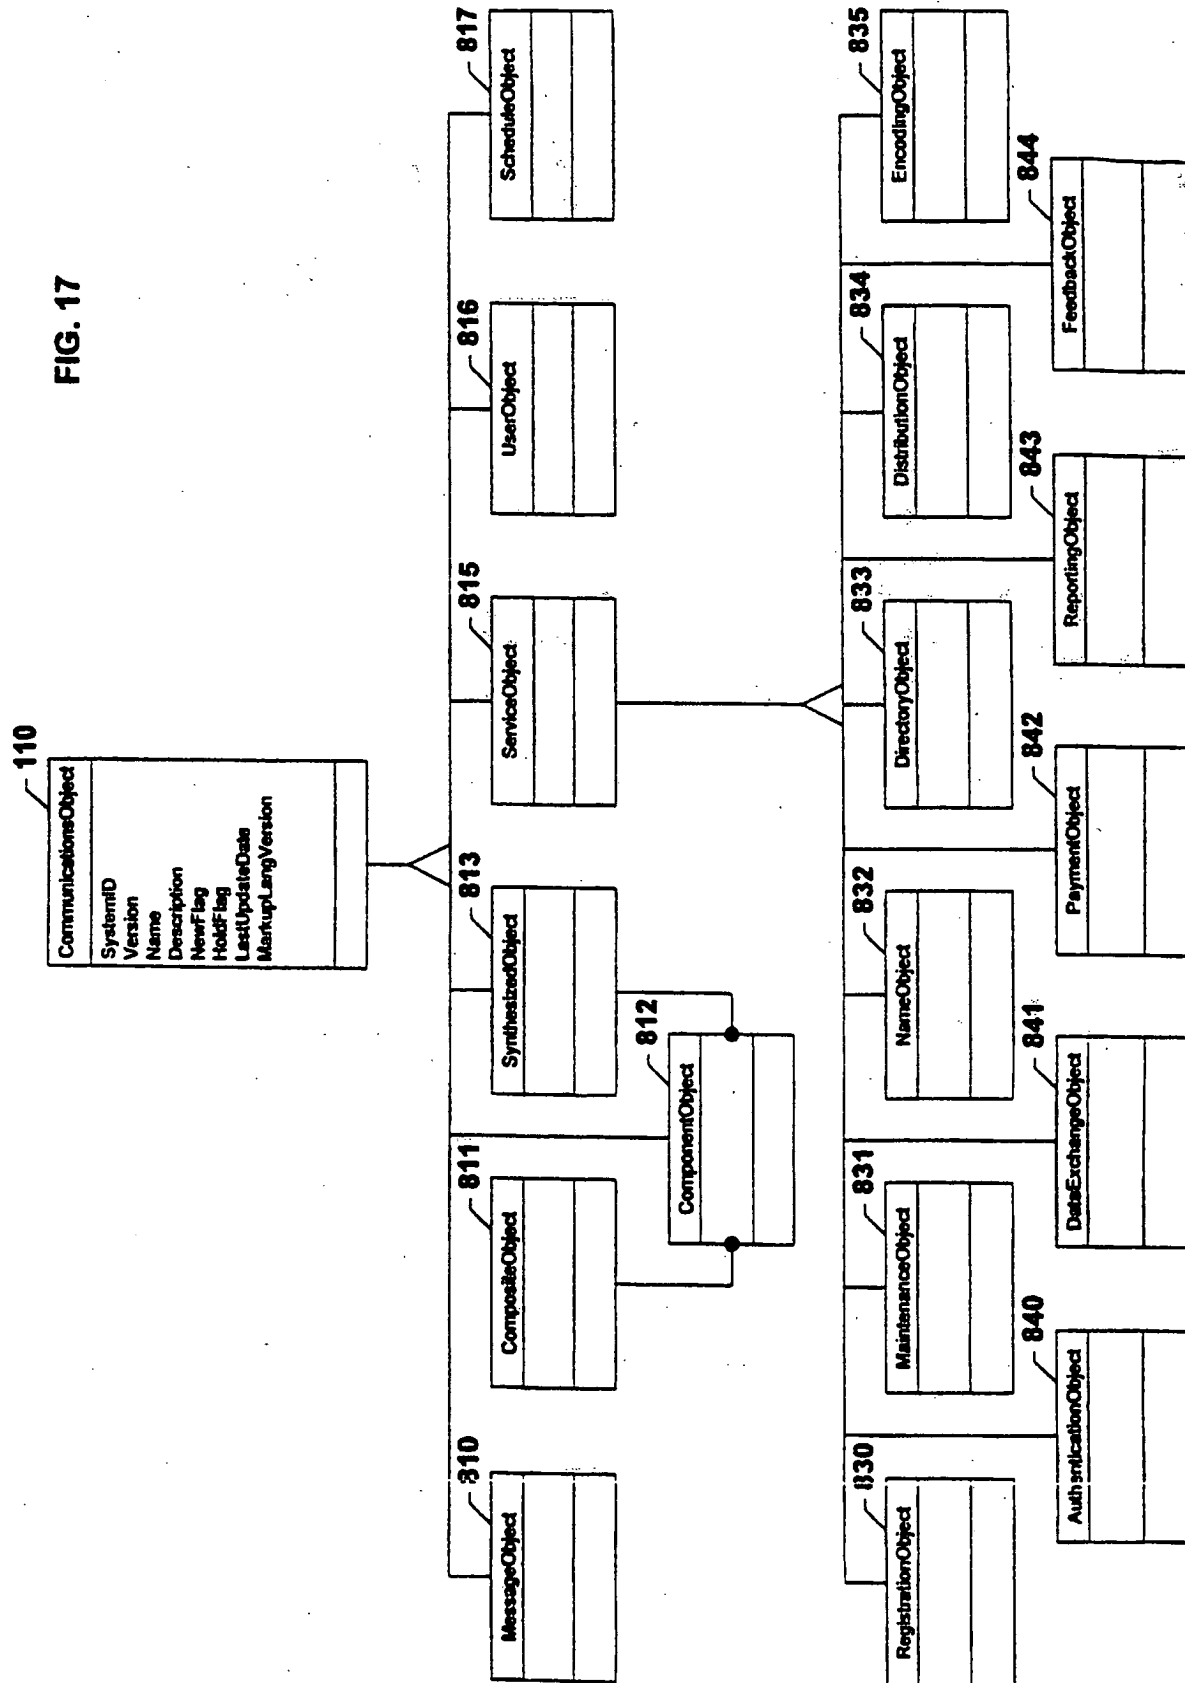 FIG. 17
110
CommunicationsObject
SystemID
Version
Name
Description
NewFlag
HoldFlag
LastUpdateDate
MarkupLangVersion
810
MessageObject
811
CompositeObject
813
SynthesizedObject
815
ServiceObject
816
UserObject
817
ScheduleObject
812
ComponentObject
830
RegistrationObject
831
MaintenanceObject
832
NameObject
833
DirectoryObject
834
DistributionObject
835
EncodingObject
840
AuthenticationObject
841
DataExchangeObject
842
PaymentObject
843
ReportingObject
844
FeedbackObject